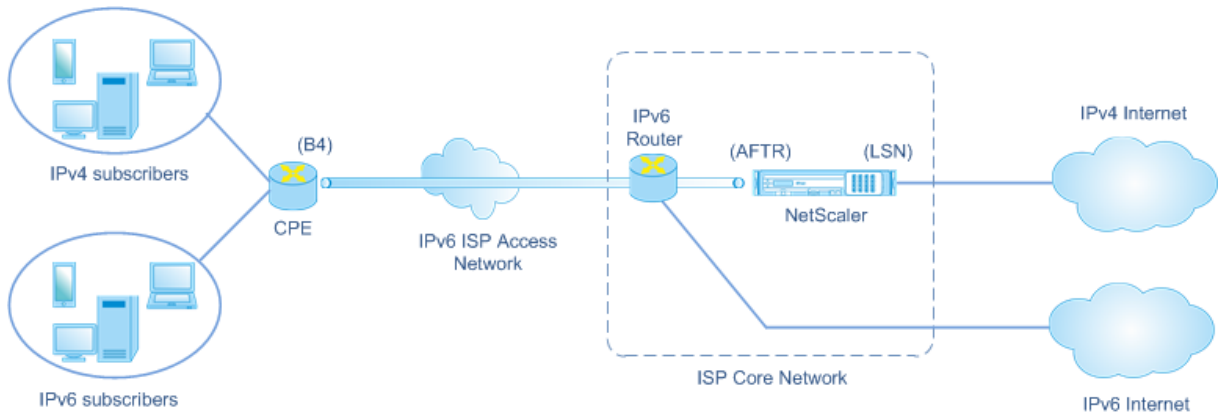 IPv4 subscribers
(B4)
CPE
IPv6 subscribers
IPv6 ISP Access
Network
IPv6
Router
(AFTR)
(LSN)
NetScaler
ISP Core Network
IPv4 Internet
IPv6 Internet